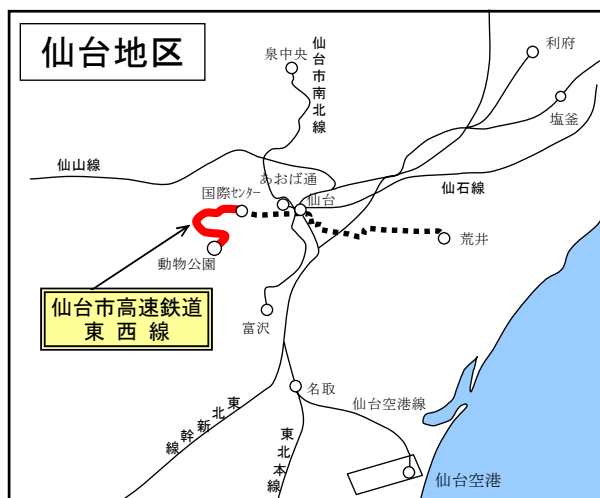 仙台地区
泉中央
仙台市南北線
利府
塩釜
仙山線
あおば通
国際センター
仙台
仙石線
荒井
動物公園
仙台市高速鉄道
東西線
富沢
名取
仙台空港線
東北新幹線
東北本線
仙台空港